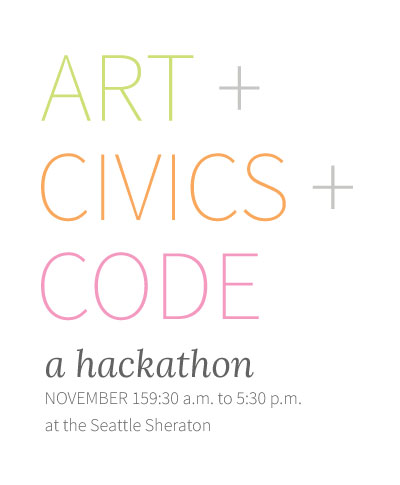 ART +
CIVICS +
CODE
a hackathon
NOVEMBER 159:30 a.m. to 5:30 p.m.
at the Seattle Sheraton